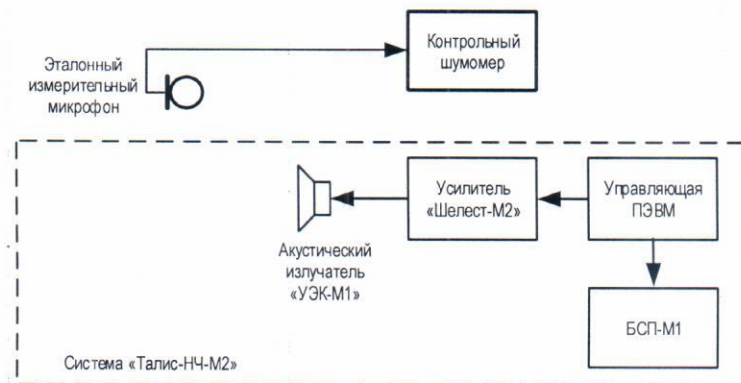 Эталонный
измерительный
микрофон
Контрольный
шумомер
Усилитель
«Шелест-М2»
Управляющая
ПЭВМ
Акустический
излучатель
«УЭК-М1»
БСП-М1
Система «Талис-НЧ-М2»